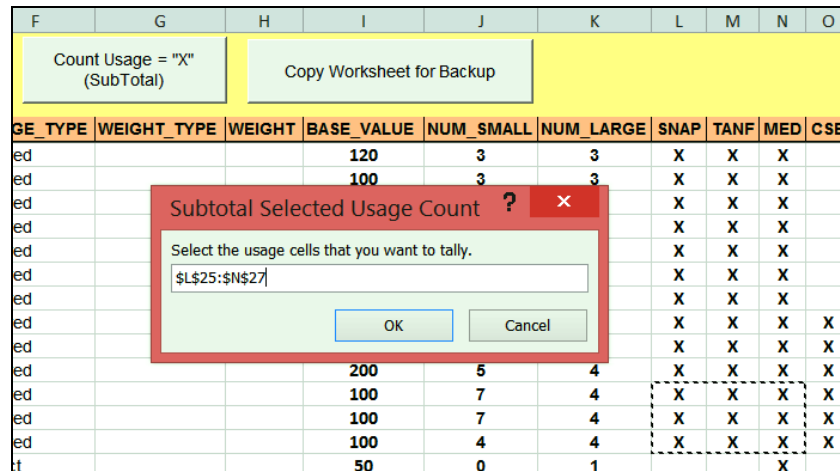 F G H I J K L M N O
Count Usage = "X"
(SubTotal)
Copy Worksheet for Backup
GE_TYPE WEIGHT_TYPE WEIGHT BASE_VALUE NUM_SMALL NUM_LARGE SNAP TANF MED CSE
ed 120 3 3 X X X
ed 100 3 3 X X X
ed X X X
ed X X X
ed X X X
ed X X X
ed X X X
ed X X X X
ed X X X X
ed 200 5 4 X X X X
ed 100 7 4 X X X X
ed 100 7 4 X X X X
ed 100 4 4 X X X X
ct 50 0 1 X
Subtotal Selected Usage Count ? ×
Select the usage cells that you want to tally.
$L$25:$N$27
OK Cancel